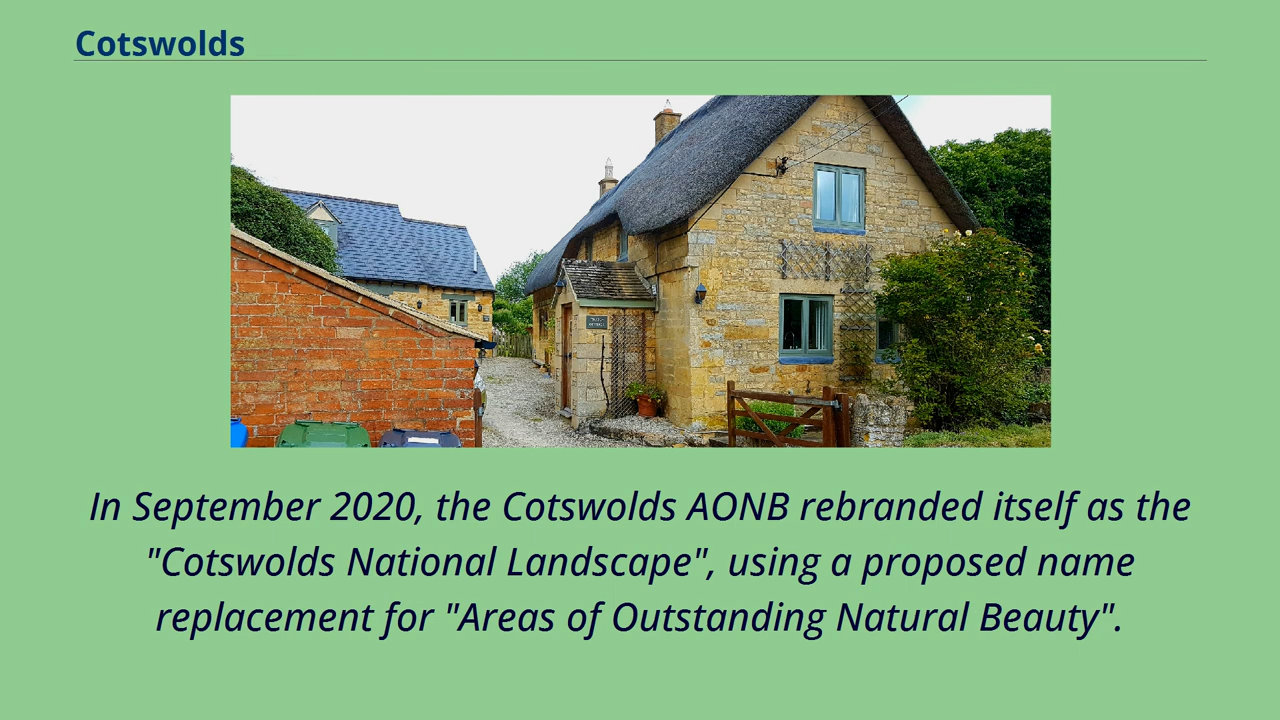 Cotswolds
In September 2020, the Cotswolds AONB rebranded itself as the
"Cotswolds National Landscape", using a proposed name
replacement for "Areas of Outstanding Natural Beauty".